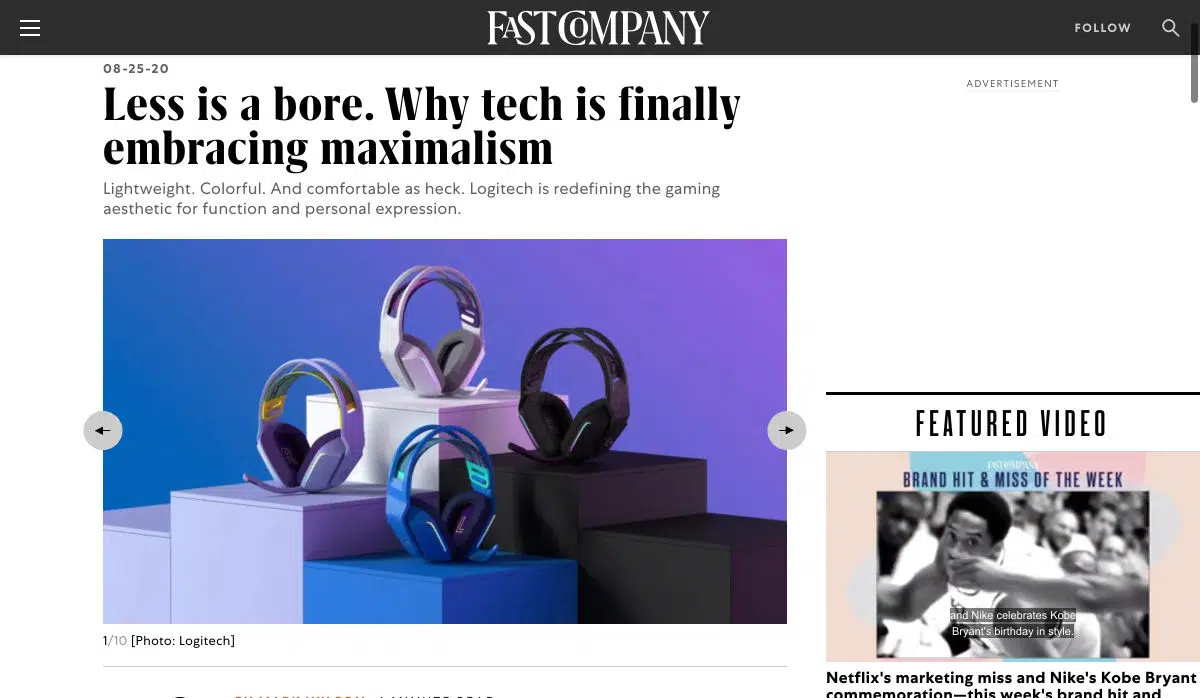 FAST COMPANY
FOLLOW
08-25-20
Less is a bore. Why tech is finally
embracing maximalism
Lightweight. Colorful. And comfortable as heck. Logitech is redefining the gaming
aesthetic for function and personal expression.
1/10 [Photo: Logitech]
ADVERTISEMENT
FEATURED VIDEO
FAST COMPANY
BRAND HIT & MISS OF THE WEEK
and Nike celebrates Kobe
Bryant's birthday in style.
Netflix's marketing miss and Nike's Kobe Bryant
commemoration—this week's brand hit and